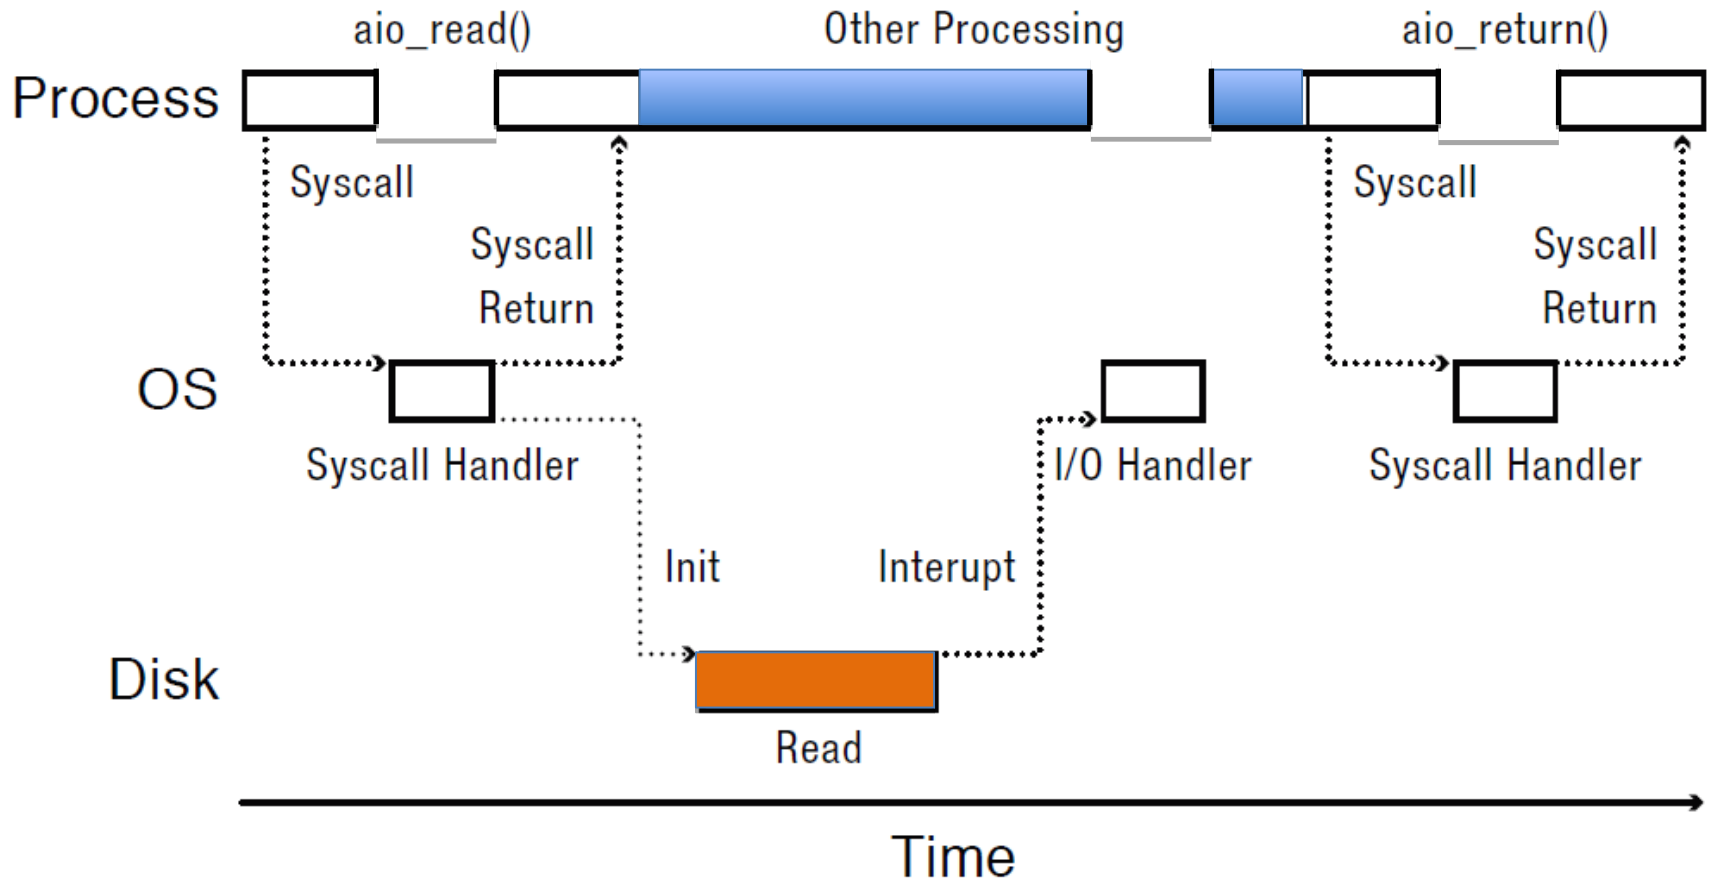 aio_read()
Other Processing
aio_return()
Process
Syscall
Syscall
Return
Syscall
Syscall
Return
OS
Syscall Handler
I/O Handler
Syscall Handler
Init
Interupt
Disk
Read
Time